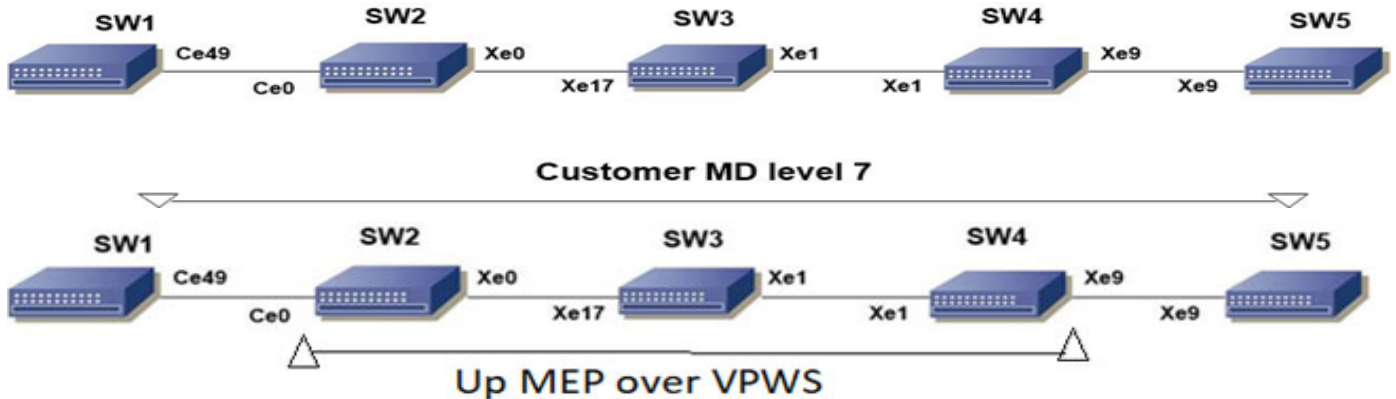 SW1 SW2 SW3 SW4 SW5
Ce49 Xe0 Xe1 Xe9
Ce0 Xe17 Xe1 Xe9
Customer MD level 7
SW1 SW2 SW3 SW4 SW5
Ce49 Xe0 Xe1 Xe9
Ce0 Xe17 Xe1 Xe9
Up MEP over VPWS